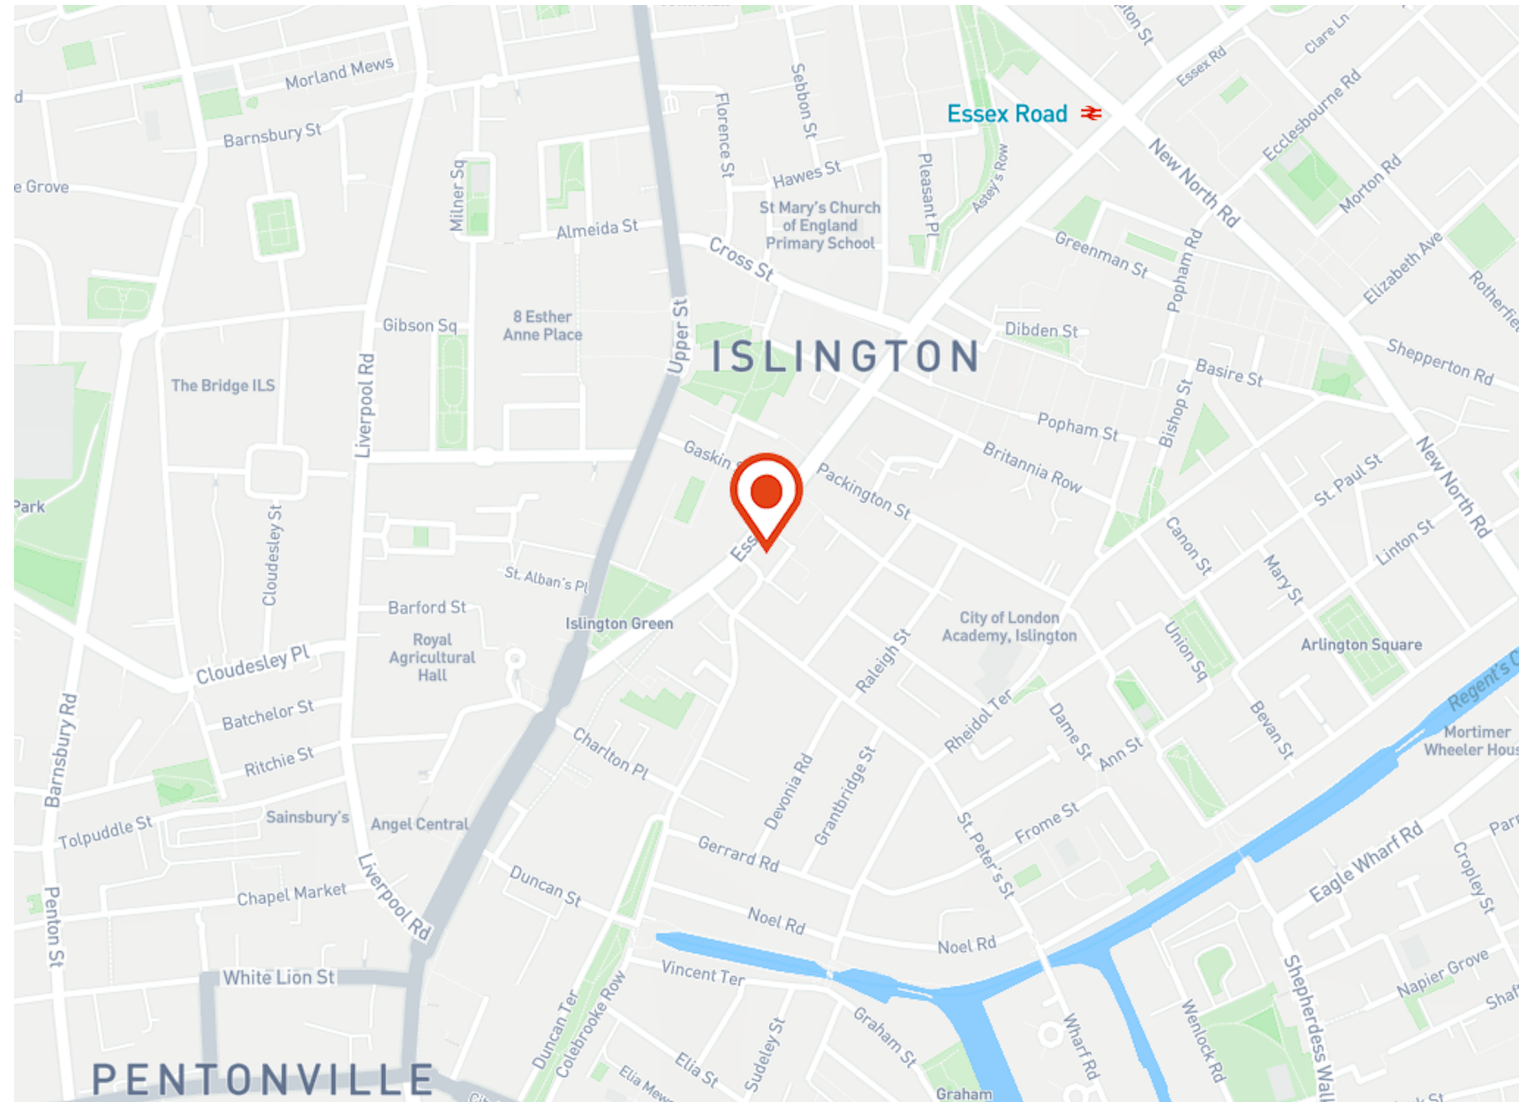 Morland Mews
Barnsbury St
e Grove
d
Milner Sq
Almeida St
Florence St
Sebbon St
Hawes St
Pleasant Pl
Astey's Row
St Mary's Church
of England
Primary School
Cross St
Essex Road
Essex Rd
Clare Ln
Ecclesbourne Rd
New North Rd
Morton Rd
Elizabeth Ave
Greenman St
Popham Rd
Gibson Sq
8 Esther
Anne Place
Upper St
ISLINGTON
Dibden St
Basire St
Shepperton Rd
The Bridge ILS
Liverpool Rd
Popham St
Bishop St
Britannia Row
Gaskin
Packington St
St. Paul St
New North Rd
Park
Cloudesley St
Canon St
Linton St
Mary St
St. Alban's Pl
Barford St
Islington Green
Royal
Agricultural
Hall
City of London
Academy, Islington
Union Sq
Arlington Square
Raleigh St
Cloudesley Pl
Rheidol Ter
Dame St
Ann St
Bevan St
Mortimer
Batchelor St
Barnsbury Rd
Ritchie St
Charlton Pl
Devonia Rd
Grantbridge St
Tolpuddle St
Sainsbury's
Angel Central
St. Peter's St
Frome St
Gerrard Rd
Eagle Wharf Rd
Cropley St
Liverpool Rd
Chapel Market
Penton St
Duncan St
Noel Rd
Noel Rd
White Lion St
Vincent Ter
Napier Grove
Duncan Ter
Colebrooke Row
Graham St
Wharf Rd
Wenlock Rd
Shepherdess Walk
Elia St
Sudeley St
PENTONVILLE
Graham